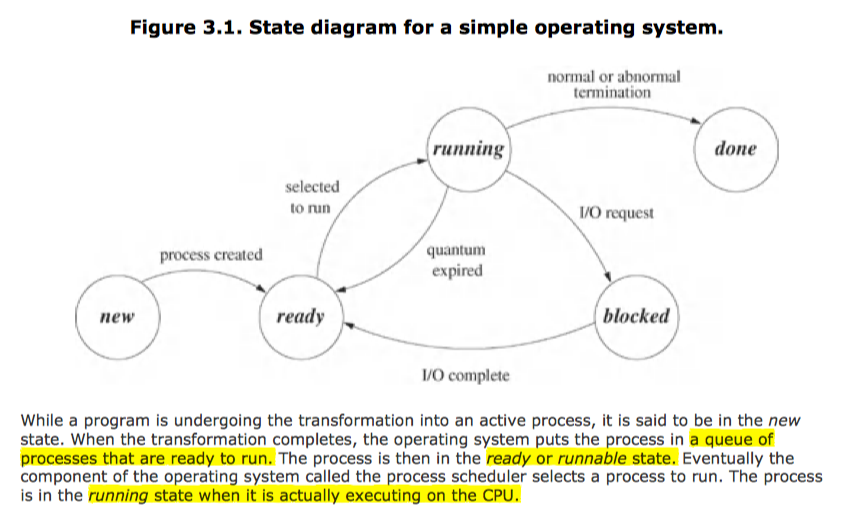 Figure 3.1. State diagram for a simple operating system.
normal or abnormal
termination
running
done
selected
to run
I/O request
process created
quantum
expired
new
ready
blocked
I/O complete
While a program is undergoing the transformation into an active process, it is said to be in the new
state. When the transformation completes, the operating system puts the process in a queue of
processes that are ready to run. The process is then in the ready or runnable state. Eventually the
component of the operating system called the process scheduler selects a process to run. The process
is in the running state when it is actually executing on the CPU.